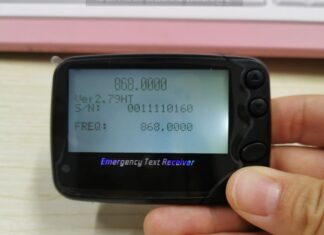 868.0000
Ver2.79HT
S/N: 0011110160
FREQ: 868.0000
Emergency Text Receiver